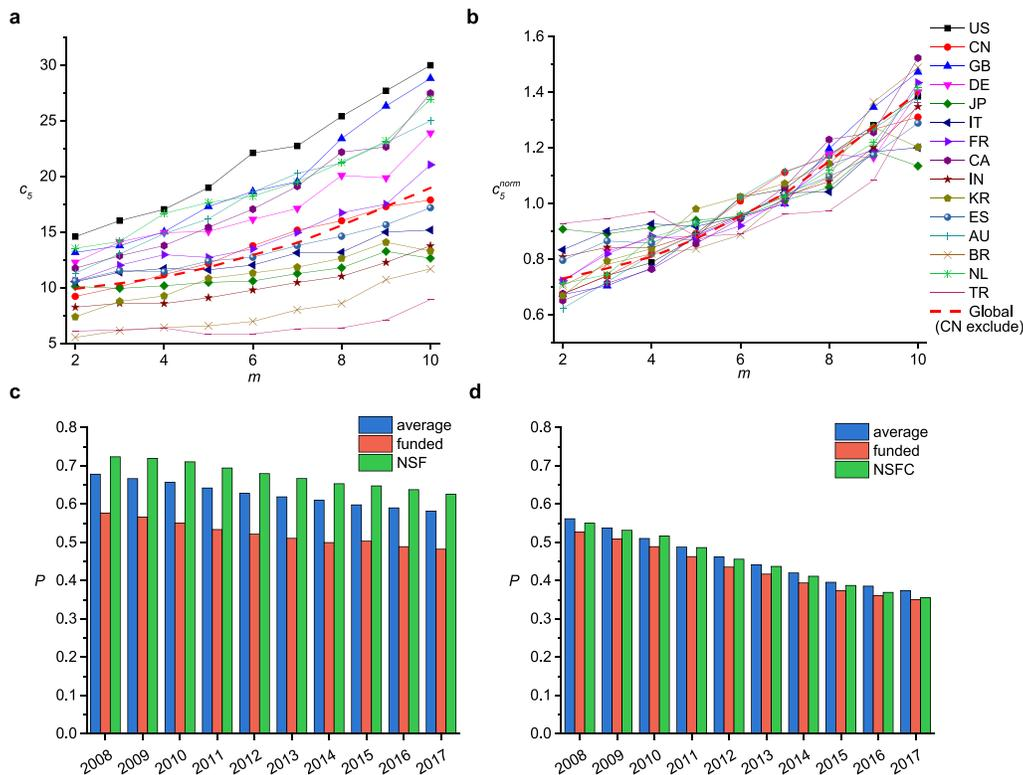 a
30
25
20
15
10
5
c5
2
4
6
8
10
m
b
1.6
1.4
1.2
1.0
0.8
0.6
c5norm
2
4
6
8
10
m
US
CN
GB
DE
JP
IT
FR
CA
IN
KR
ES
AU
BR
NL
TR
Global
(CN exclude)
c
average
funded
NSF
0.8
0.7
0.6
0.5
0.4
0.3
0.2
0.1
0.0
P
2008
2009
2010
2011
2012
2013
2014
2015
2016
2017
d
average
funded
NSFC
0.8
0.7
0.6
0.5
0.4
0.3
0.2
0.1
0.0
P
2008
2009
2010
2011
2012
2013
2014
2015
2016
2017